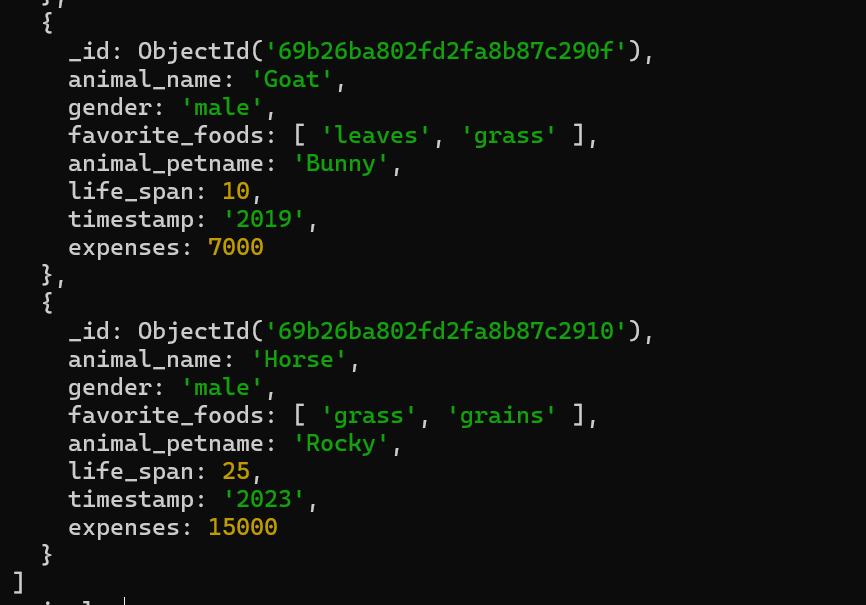 },
{
_id: ObjectId('69b26ba802fd2fa8b87c290f'),
animal_name: 'Goat',
gender: 'male',
favorite_foods: [ 'leaves', 'grass' ],
animal_petname: 'Bunny',
life_span: 10,
timestamp: '2019',
expenses: 7000
},
{
_id: ObjectId('69b26ba802fd2fa8b87c2910'),
animal_name: 'Horse',
gender: 'male',
favorite_foods: [ 'grass', 'grains' ],
animal_petname: 'Rocky',
life_span: 25,
timestamp: '2023',
expenses: 15000
}
]